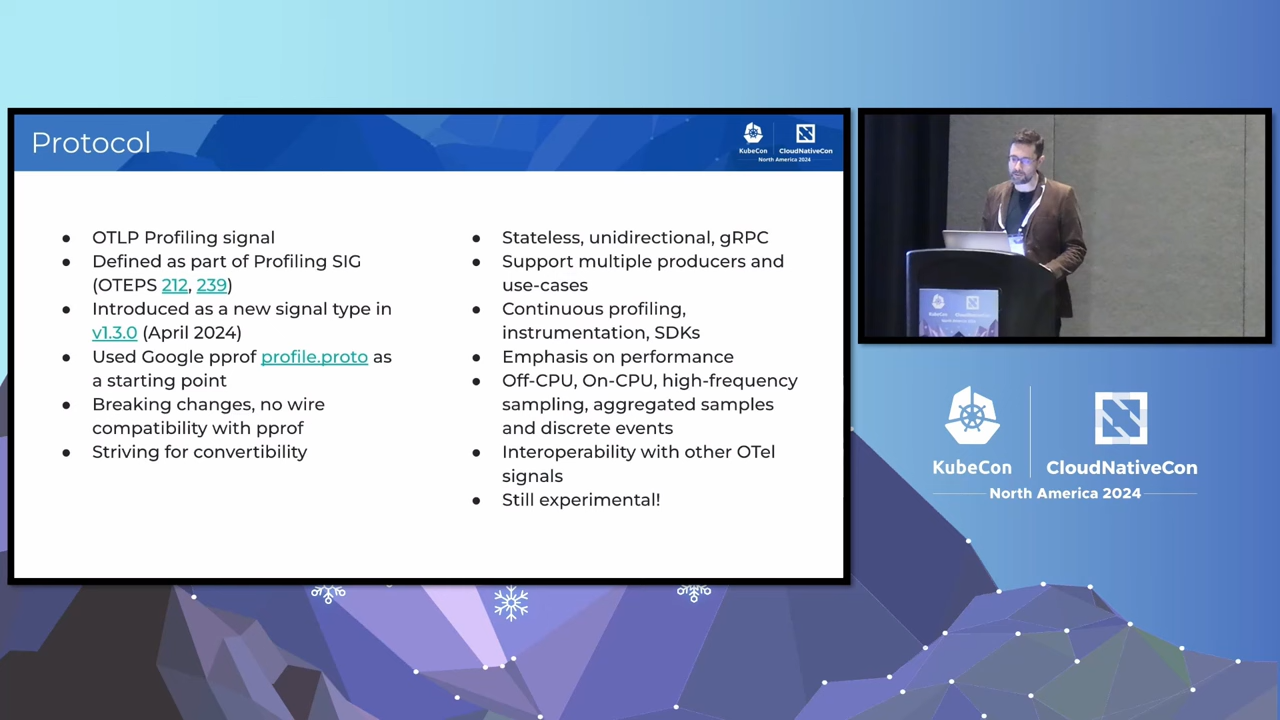 Protocol
KubeCon
CloudNativeCon
North America 2024
OTLP Profiling signal
Defined as part of Profiling SIG
(OTEPS 212, 239)
Introduced as a new signal type in
v1.3.0 (April 2024)
Used Google pprof profile.proto as
a starting point
Breaking changes, no wire
compatibility with pprof
Striving for convertibility
Stateless, unidirectional, gRPC
Support multiple producers and
use-cases
Continuous profiling,
instrumentation, SDKs
Emphasis on performance
Off-CPU, On-CPU, high-frequency
sampling, aggregated samples
and discrete events
Interoperability with other OTel
signals
Still experimental!
KubeCon
CloudNativeCon
KubeCon
CloudNativeCon
North America 2024